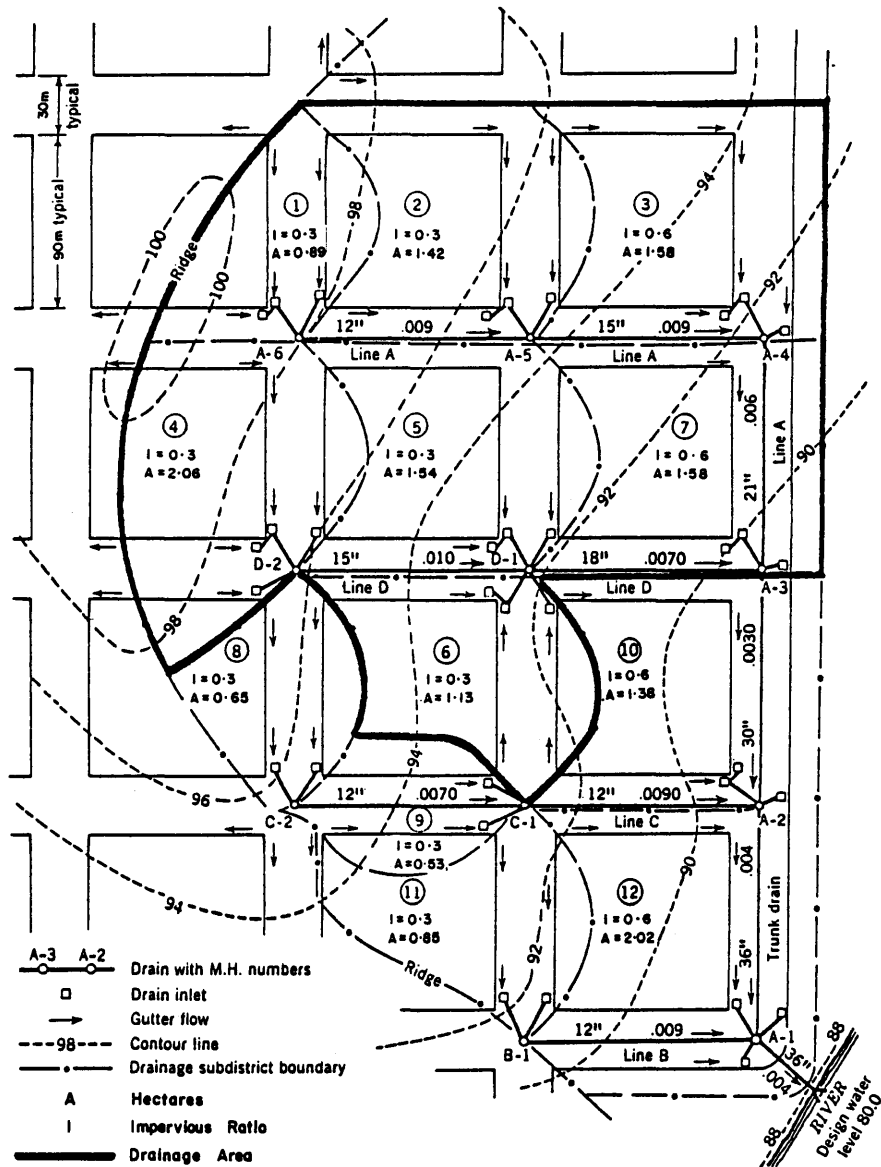 30m
typical
90m typical
100
Ridge
100
98
94
92
①
I = 0·3
A = 0·89
②
I = 0·3
A = 1·42
③
I = 0·6
A = 1·58
12" .009
15" .009
A-6
Line A
A-5
Line A
A-4
④
I = 0·3
A = 2·06
⑤
I = 0·3
A = 1·54
⑦
I = 0·6
A = 1·58
.006
Line A
21"
92
90
D-2
15" .010
D-1
18" .0070
Line D
Line D
A-3
98
⑧
I = 0·3
A = 0·65
⑥
I = 0·3
A = 1·13
⑩
I = 0·6
A = 1·38
.0030
30"
94
96
12" .0070
12" .0090
C-2
⑨
I = 0·3
A = 0·53
C-1
Line C
A-2
94
⑪
I = 0·3
A = 0·85
⑫
I = 0·6
A = 2·02
90
.004
Trunk drain
36"
92
Ridge
12" .009
B-1
Line B
A-1
36"
.004
88
88
RIVER
Design water
level 80.0
A-3 A-2
Drain with M.H. numbers
Drain inlet
Gutter flow
98
Contour line
Drainage subdistrict boundary
A Hectares
I Impervious Ratio
Drainage Area